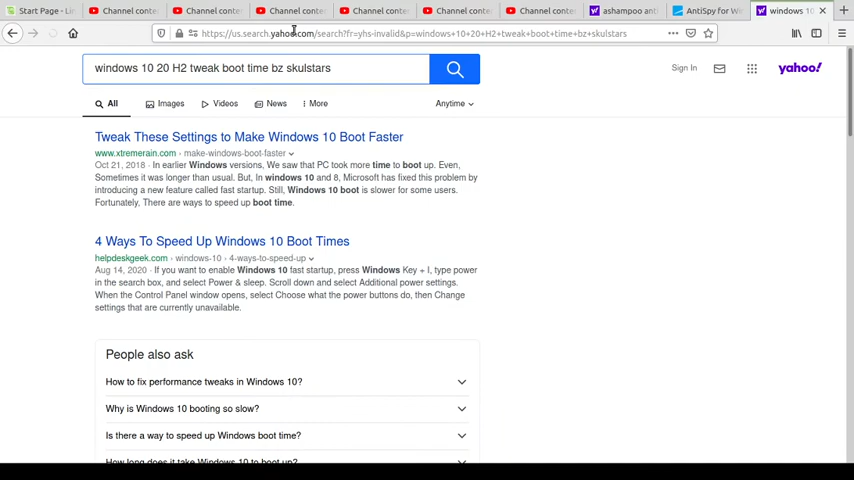 Start Page - Lin
Channel conte
Channel conte
Channel conte
Channel conte
Channel conte
Channel conte
ashampoo anti
AntiSpy for Wi
windows 10
https://us.search.yahoo.com/search?fr=yhs-invalid&p=windows+10+20+H2+tweak+boot+time+bz+skulstars
windows 10 20 H2 tweak boot time bz skulstars
Sign In
yahoo!
All
Images
Videos
News
More
Anytime
Tweak These Settings to Make Windows 10 Boot Faster
www.xtremerain.com › make-windows-boot-faster
Oct 21, 2018 · In earlier Windows versions, We saw that PC took more time to boot up. Even,
Sometimes it was longer than usual. But, In windows 10 and 8, Microsoft has fixed this problem by
introducing a new feature called fast startup. Still, Windows 10 boot is slower for some users.
Fortunately, There are ways to speed up boot time.
4 Ways To Speed Up Windows 10 Boot Times
helpdeskgeek.com › windows-10 › 4-ways-to-speed-up
Aug 14, 2020 · If you want to enable Windows 10 fast startup, press Windows Key + I, type power
in the search box, and select Power & sleep. Scroll down and select Additional power settings.
When the Control Panel window opens, select Choose what the power buttons do, then Change
settings that are currently unavailable.
People also ask
How to fix performance tweaks in Windows 10?
Why is Windows 10 booting so slow?
Is there a way to speed up Windows boot time?
How long does it take Windows 10 to boot up?